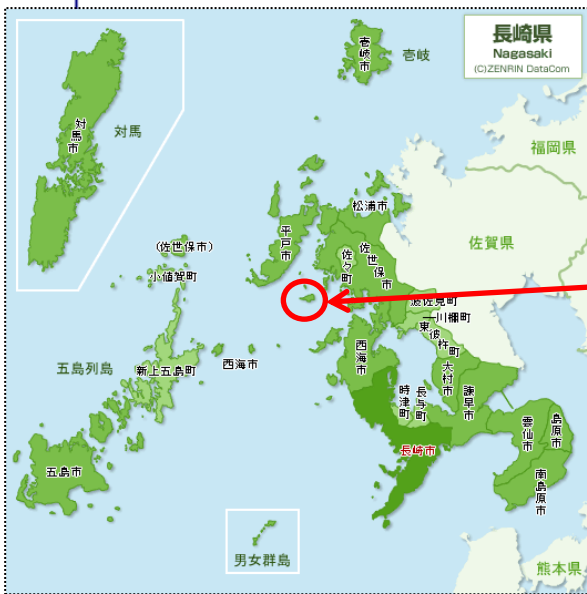 長崎県
Nagasaki
(C)ZENRIN DataCom
壱岐市
壱岐
対馬市
対馬
福岡県
松浦市
平戸市
佐々町
佐世保市
佐賀県
(佐世保市)
小値賀町
波佐見町
川棚町
東彼杵町
西海市
西海市
大村市
五島列島
新上五島町
時津町
長与町
諫早市
雲仙市
島原市
長崎市
五島市
南島原市
男女群島
熊本県